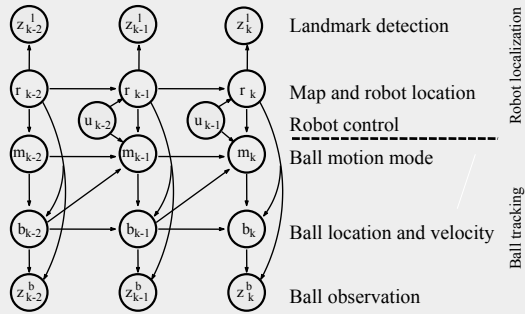 z^l_{k-2} z^l_{k-1} z^l_k Landmark detection
r_{k-2} r_{k-1} r_k Map and robot location
u_{k-2} u_{k-1} Robot control
m_{k-2} m_{k-1} m_k Ball motion mode
b_{k-2} b_{k-1} b_k Ball location and velocity
z^b_{k-2} z^b_{k-1} z^b_k Ball observation
Robot localization
Ball tracking